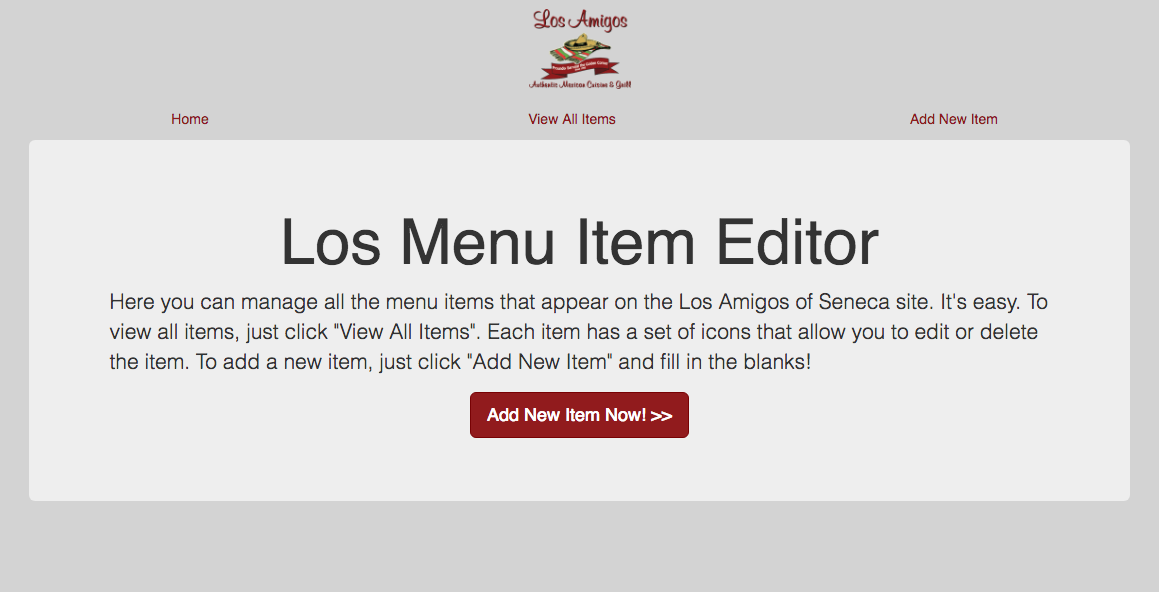 Los Amigos
Authentic Mexican Cuisine & Grill
Home
View All Items
Add New Item
Los Menu Item Editor
Here you can manage all the menu items that appear on the Los Amigos of Seneca site. It's easy. To
view all items, just click "View All Items". Each item has a set of icons that allow you to edit or delete
the item. To add a new item, just click "Add New Item" and fill in the blanks!
Add New Item Now! >>